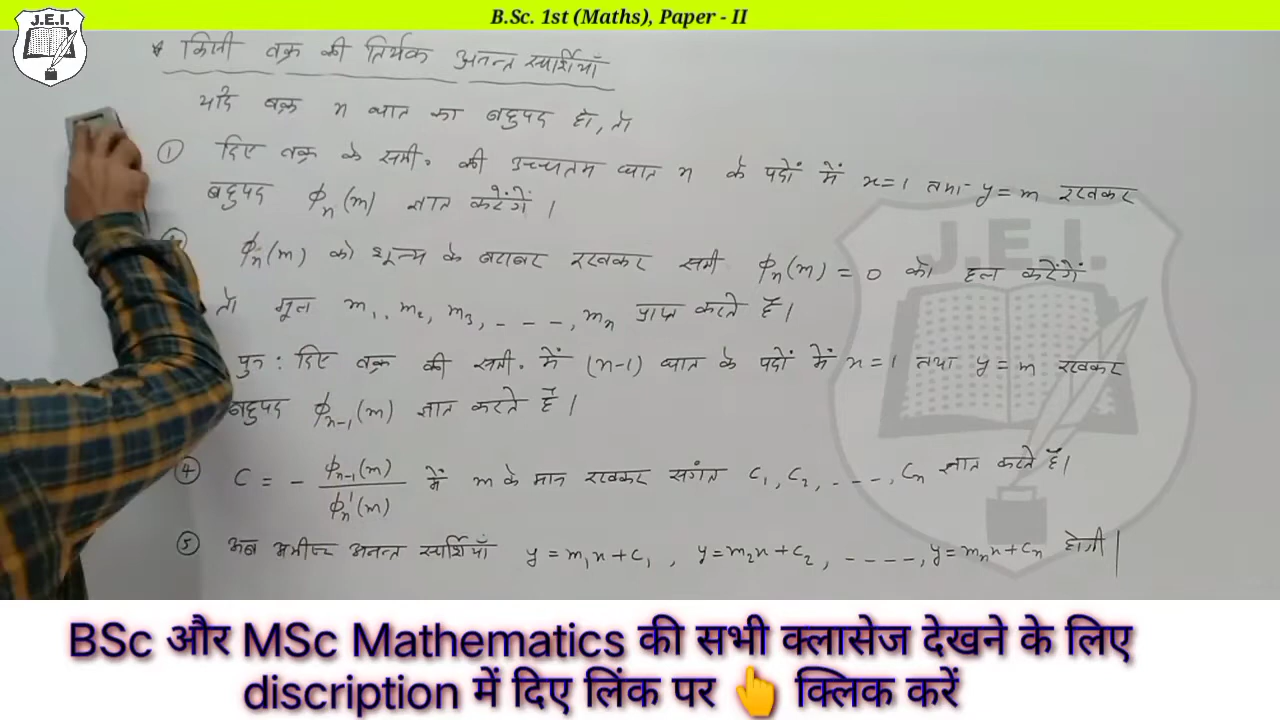 B.Sc. 1st (Maths), Paper - II
J.E.I.
* किसी वक्र की तिर्यक अनन्त स्पर्शियाँ
यदि वक्र n घात का बहुपद हो, तो
① दिए वक्र के समी. की उच्चतम घात n के पदों में x=1 तथा y=m रखकर
बहुपद ϕₙ(m) ज्ञात करेंगें।
ϕₙ(m) को शून्य के बराबर रखकर समी ϕₙ(m) = 0 को हल करेंगें
तो मूल m₁, m₂, m₃, - - -, mₙ प्राप्त करते हैं।
पुन: दिए वक्र की समी. में (n-1) घात के पदों में x=1 तथा y=m रखकर
बहुपद ϕₙ₋₁(m) ज्ञात करते हैं।
④ C = - ϕₙ₋₁(m) / ϕₙ'(m) में m के मान रखकर संगत C₁, C₂, - - - -, Cₙ ज्ञात करते हैं।
⑤ अब अभीष्ट अनन्त स्पर्शियाँ y=m₁x+c₁, y=m₂x+c₂, - - - -, y=mₙx+cₙ होगी।
J.E.I.
BSc और MSc Mathematics की सभी क्लासेज देखने के लिए
discription में दिए लिंक पर 👆 क्लिक करें